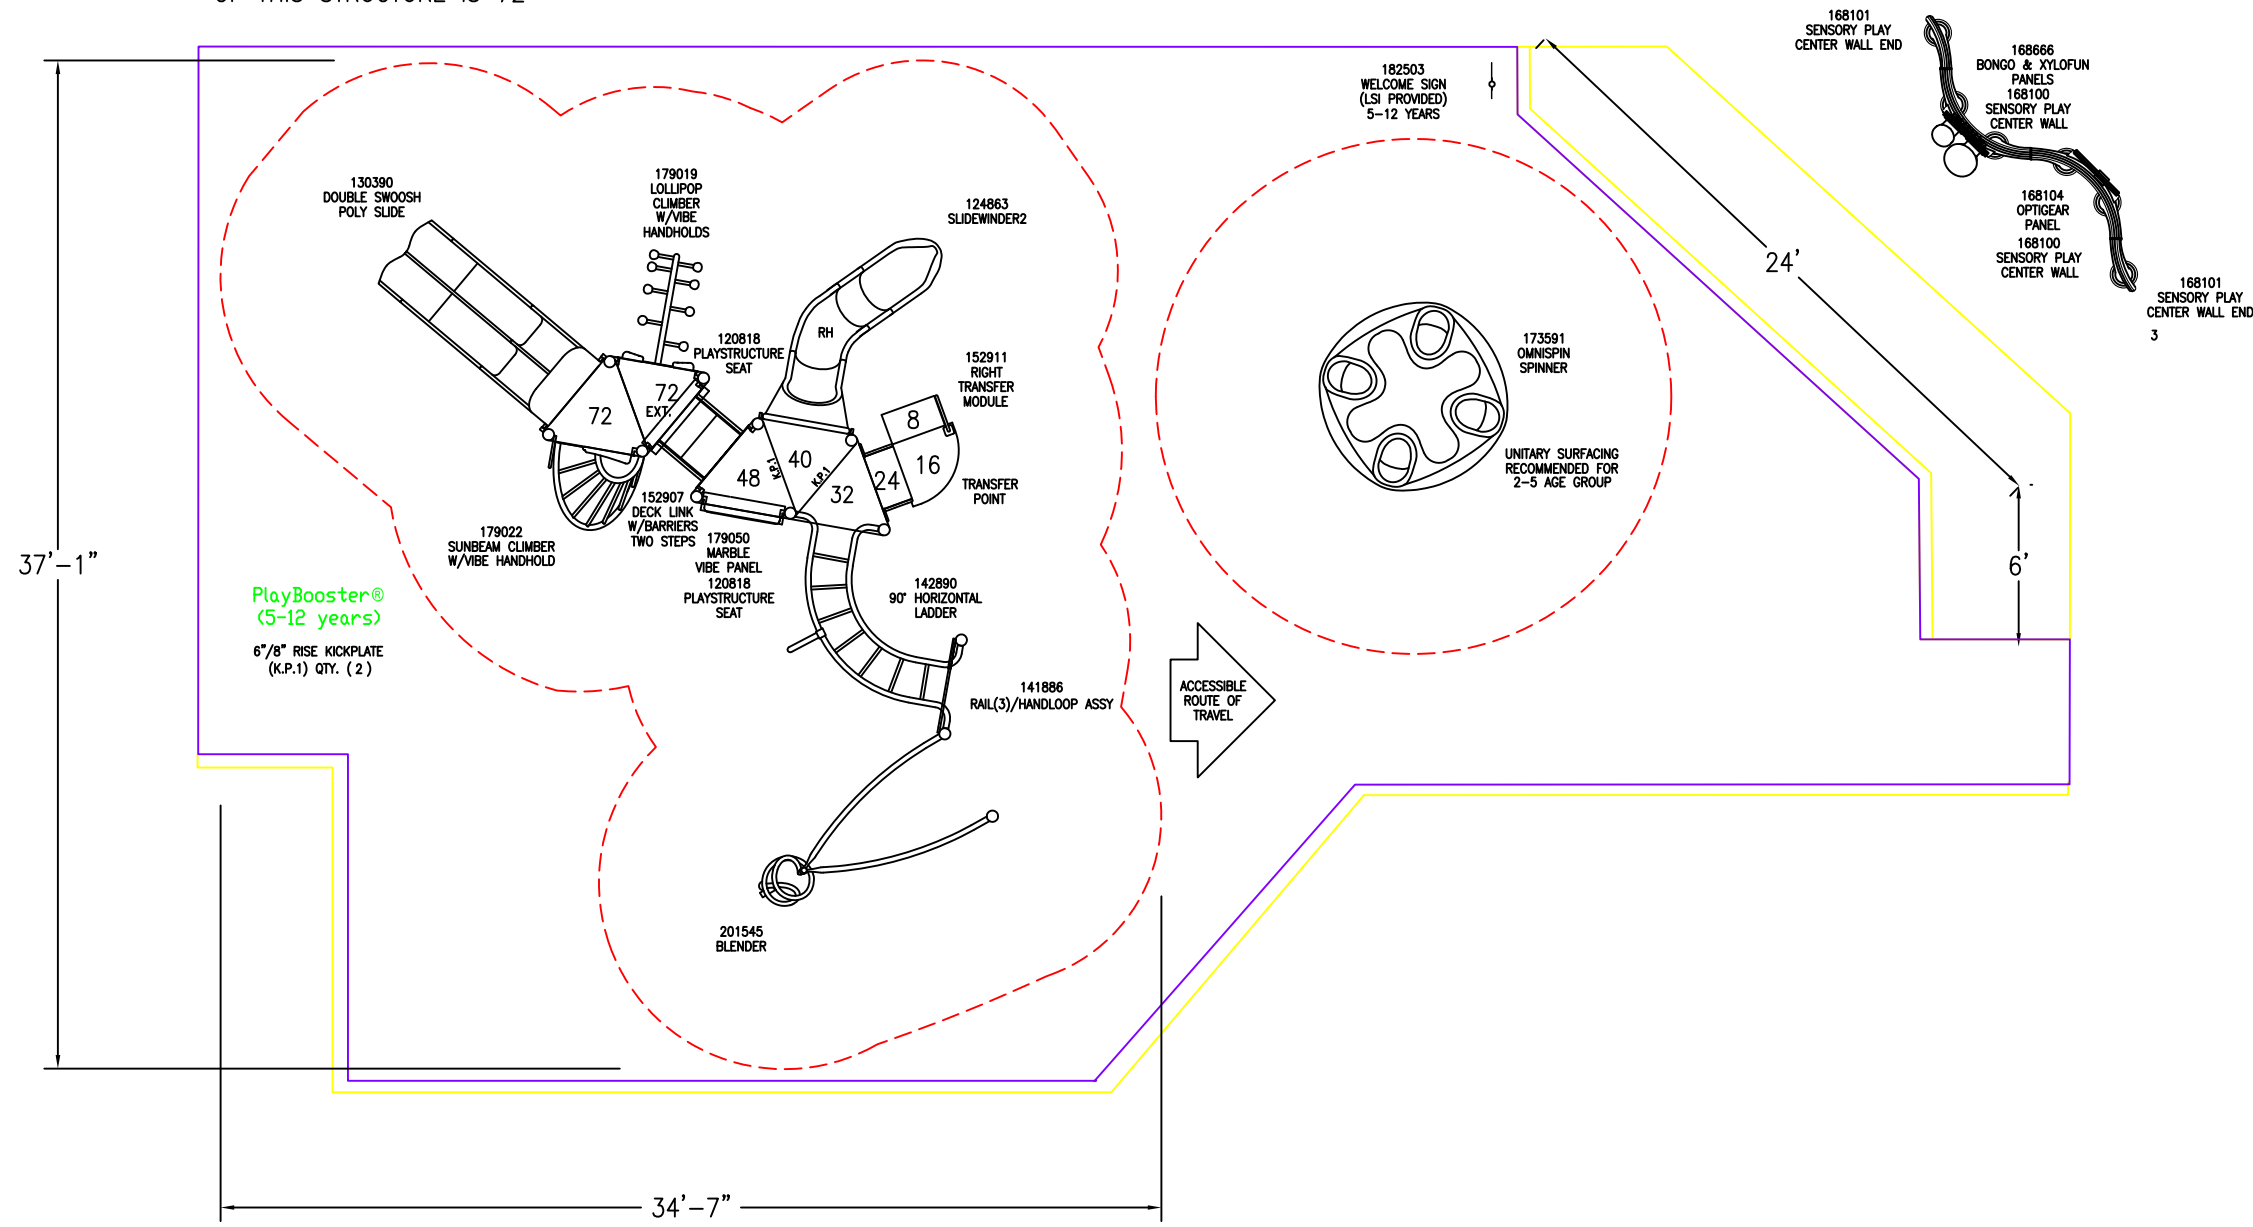 OF THIS STRUCTURE IS 72"
168101
SENSORY PLAY
CENTER WALL END
168666
BONGO & XYLOFUN
PANELS
168100
SENSORY PLAY
CENTER WALL
182503
WELCOME SIGN
(LSI PROVIDED)
5-12 YEARS
130390
DOUBLE SWOOSH
POLY SLIDE
179019
LOLLIPOP
CLIMBER
W/VIBE
HANDHOLDS
124863
SLIDEWINDER2
168104
OPTIGEAR
PANEL
168100
SENSORY PLAY
CENTER WALL
24'
168101
SENSORY PLAY
CENTER WALL END
3
RH
120818
PLAYSTRUCTURE
SEAT
152911
RIGHT
TRANSFER
MODULE
173591
OMNISPIN
SPINNER
72
72
EXT.
8
48
K.P.1
40
K.P.1
32
24
16
UNITARY SURFACING
RECOMMENDED FOR
2-5 AGE GROUP
TRANSFER
POINT
152907
DECK LINK
W/BARRIERS
TWO STEPS
179022
SUNBEAM CLIMBER
W/VIBE HANDHOLD
179050
MARBLE
VIBE PANEL
120818
PLAYSTRUCTURE
SEAT
37'-1"
6'
142890
90° HORIZONTAL
LADDER
PlayBooster®
(5-12 years)
6"/8" RISE KICKPLATE
(K.P.1) QTY. ( 2 )
141886
RAIL(3)/HANDLOOP ASSY
ACCESSIBLE
ROUTE OF
TRAVEL
201545
BLENDER
34'-7"